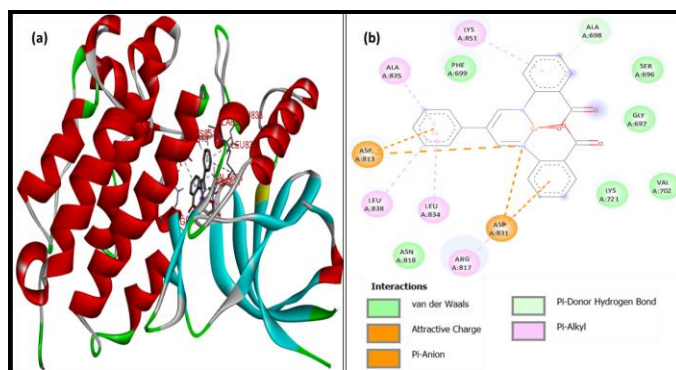 (a)
(b)
LYS
A:851
ALA
A:698
ALA
A:835
PHE
A:699
SER
A:696
GLY
A:697
ASP
A:813
LYS
A:721
VAL
A:702
LEU
A:838
LEU
A:834
ASP
A:831
ASN
A:818
ARG
A:817
Interactions
van der Waals
Attractive Charge
Pi-Anion
Pi-Donor Hydrogen Bond
Pi-Alkyl